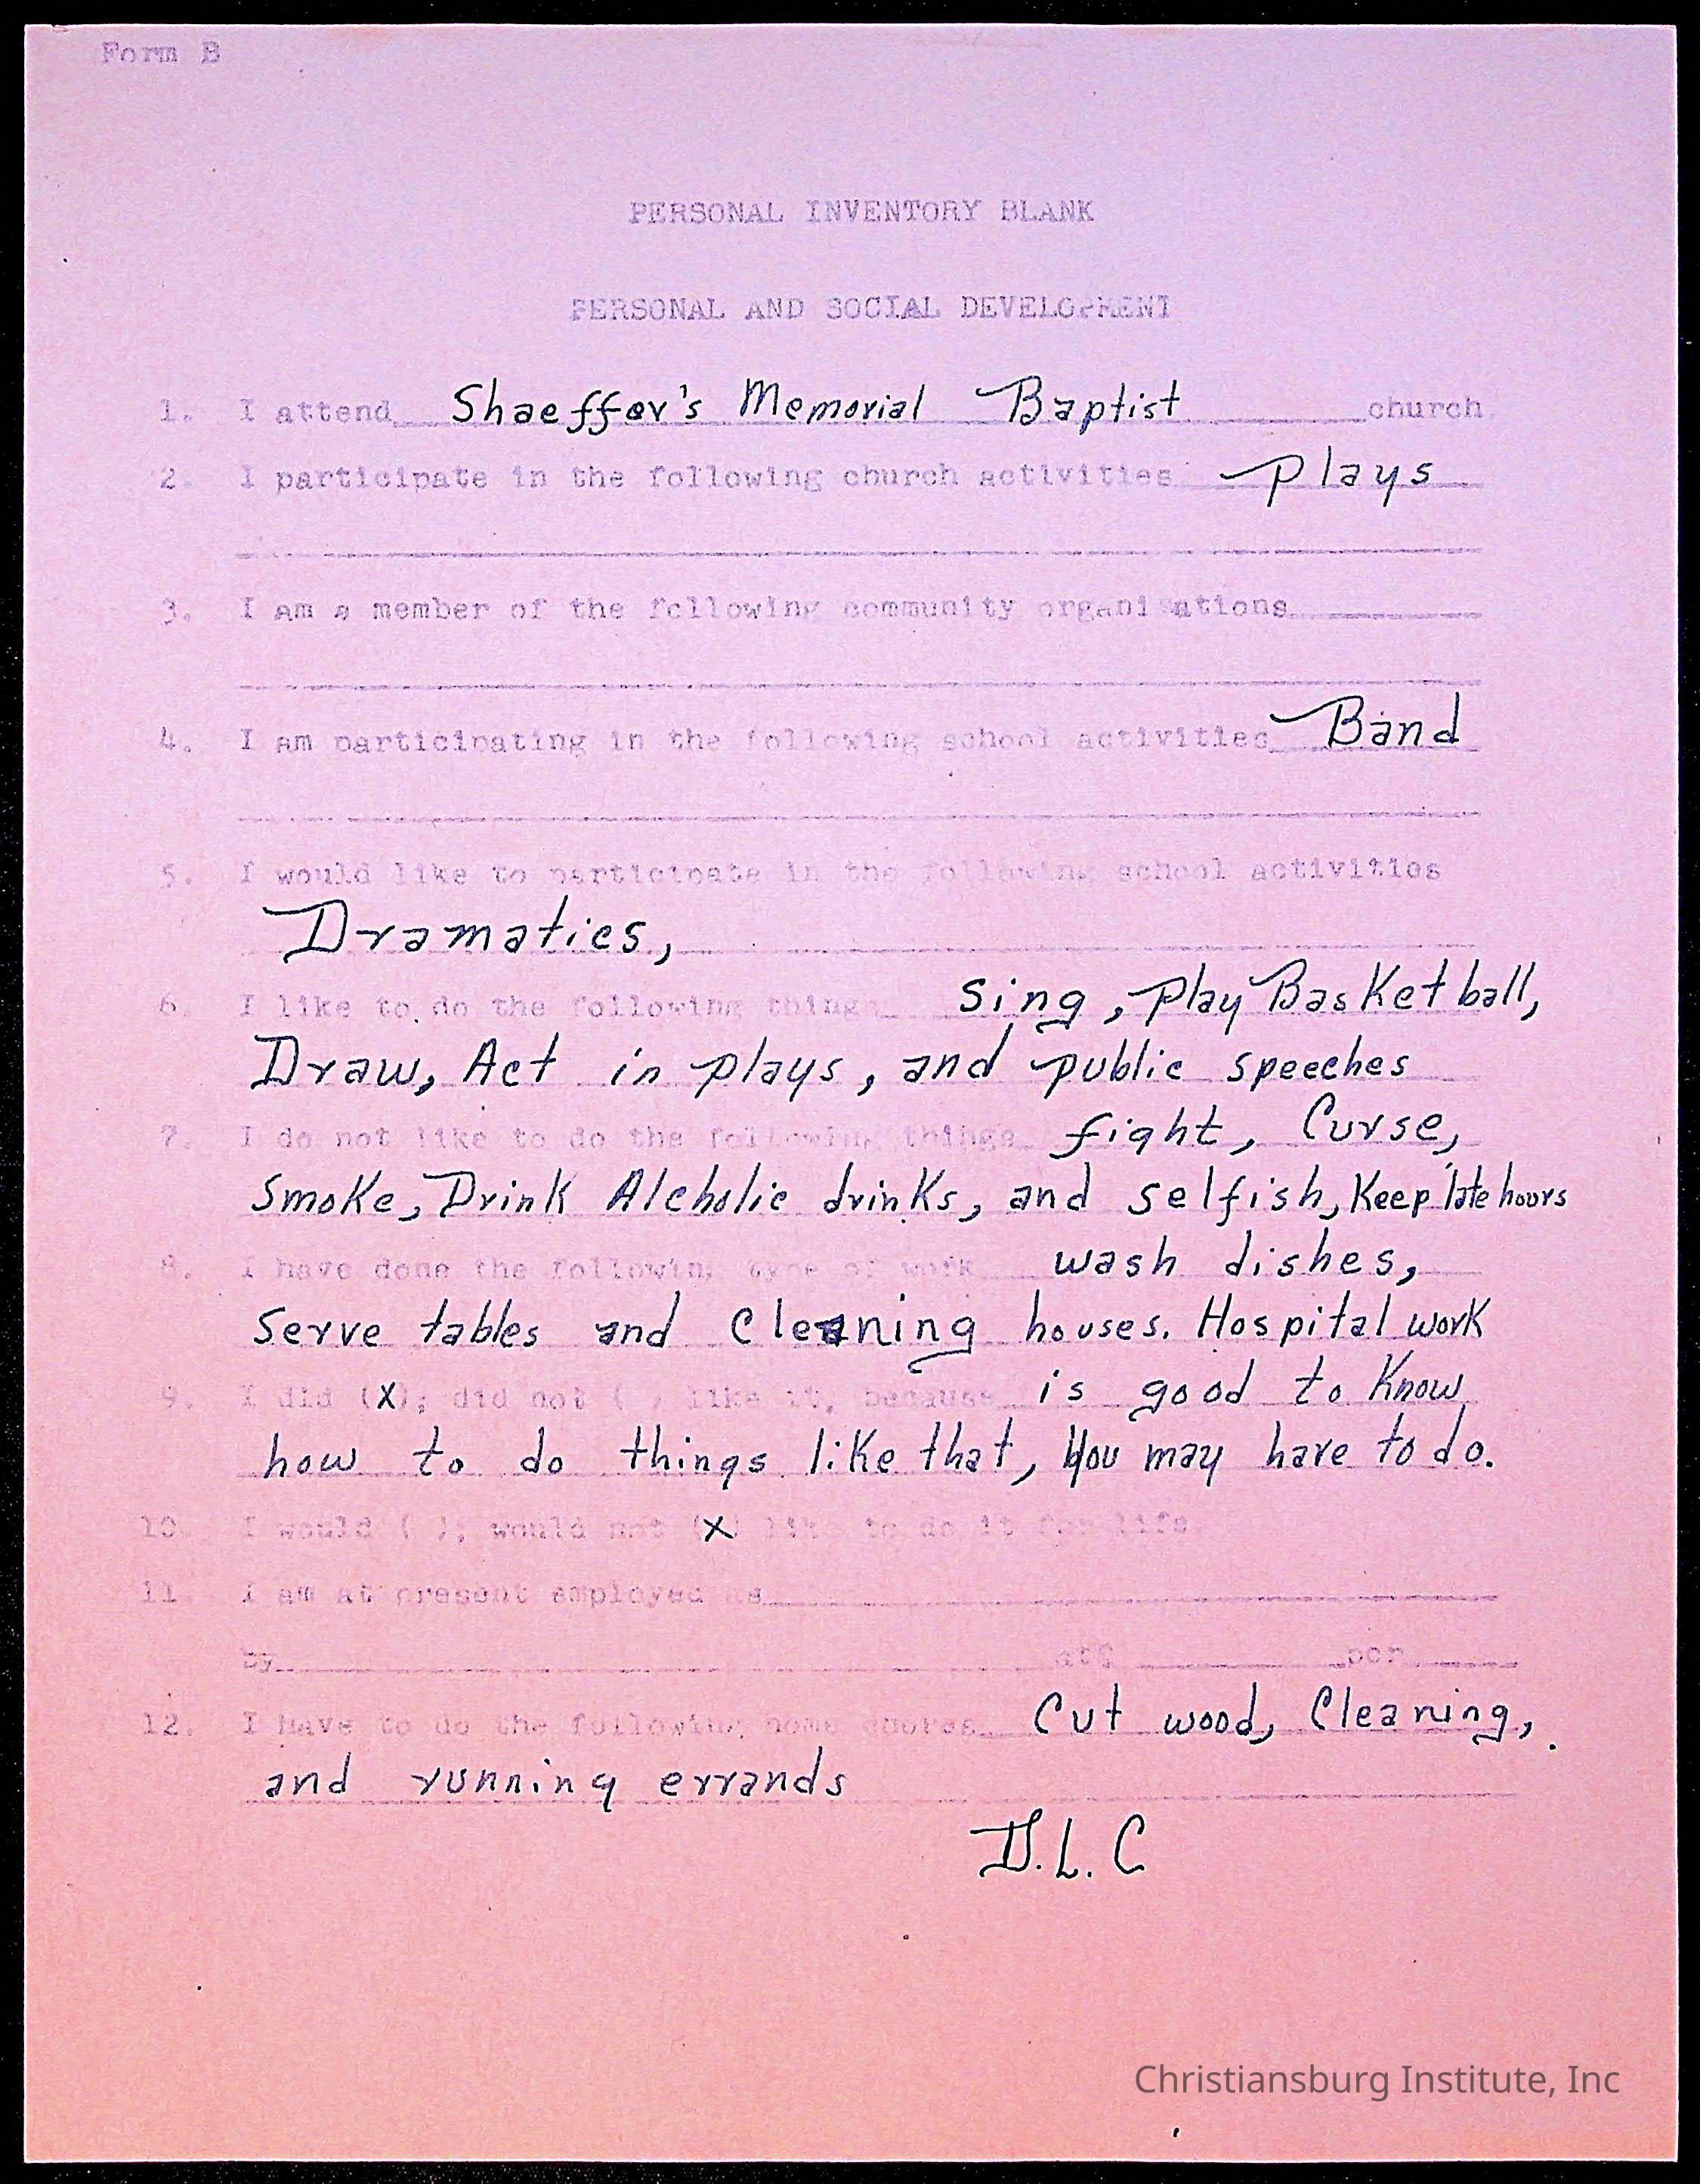 Form B
PERSONAL INVENTORY BLANK
PERSONAL AND SOCIAL DEVELOPMENT
1. I attend Shaeffer's Memorial Baptist church
2. I participate in the following church activities Plays
3. I am a member of the following community organizations
4. I am participating in the following school activities Band
5. I would like to participate in the following school activities
Dramatics,
6. I like to do the following things Sing, Play BasKet ball,
Draw, Act in plays, and public speeches
7. I do not like to do the following things fight, Curse,
SmoKe, Drink Alcholic drinKs, and selfish, Keep late hours
8. I have done the following type of work wash dishes,
Serve tables and Cleaning houses. Hospital work
9. I did (X); did not ( ) like it, because is good to Know
how to do things liKe that, You may have to do.
10. I would ( ); would not (X) like to do it for life
11. I am at present employed as
by at$ per
12. I have to do the following home chores Cut wood, Cleaning,
and running errands
D.L.C
Christiansburg Institute, Inc